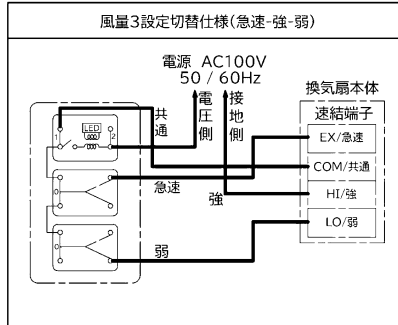 風量3設定切替仕様(急速-強-弱)
電源 AC100V
50 / 60Hz
換気扇本体
速結端子
共通
電圧側
接地側
LED
1
2
EX/急速
COM/共通
HI/強
LO/弱
急速
強
弱
0
0